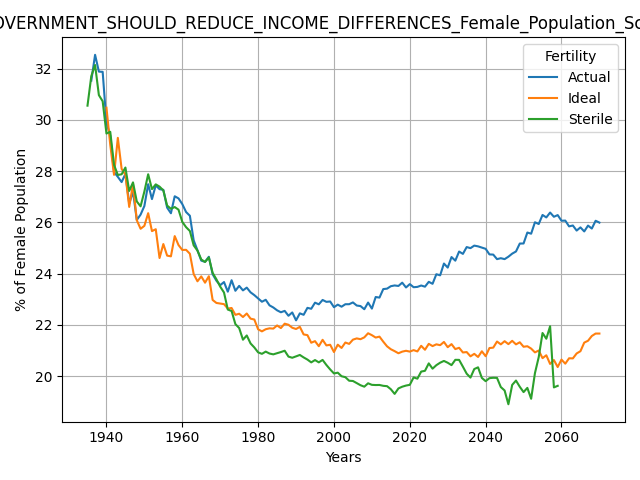 OVERNMENT_SHOULD_REDUCE_INCOME_DIFFERENCES_Female_Population_Sc
Fertility
Actual
Ideal
Sterile
32
30
28
26
24
22
20
% of Female Population
1940
1960
1980
2000
2020
2040
2060
Years